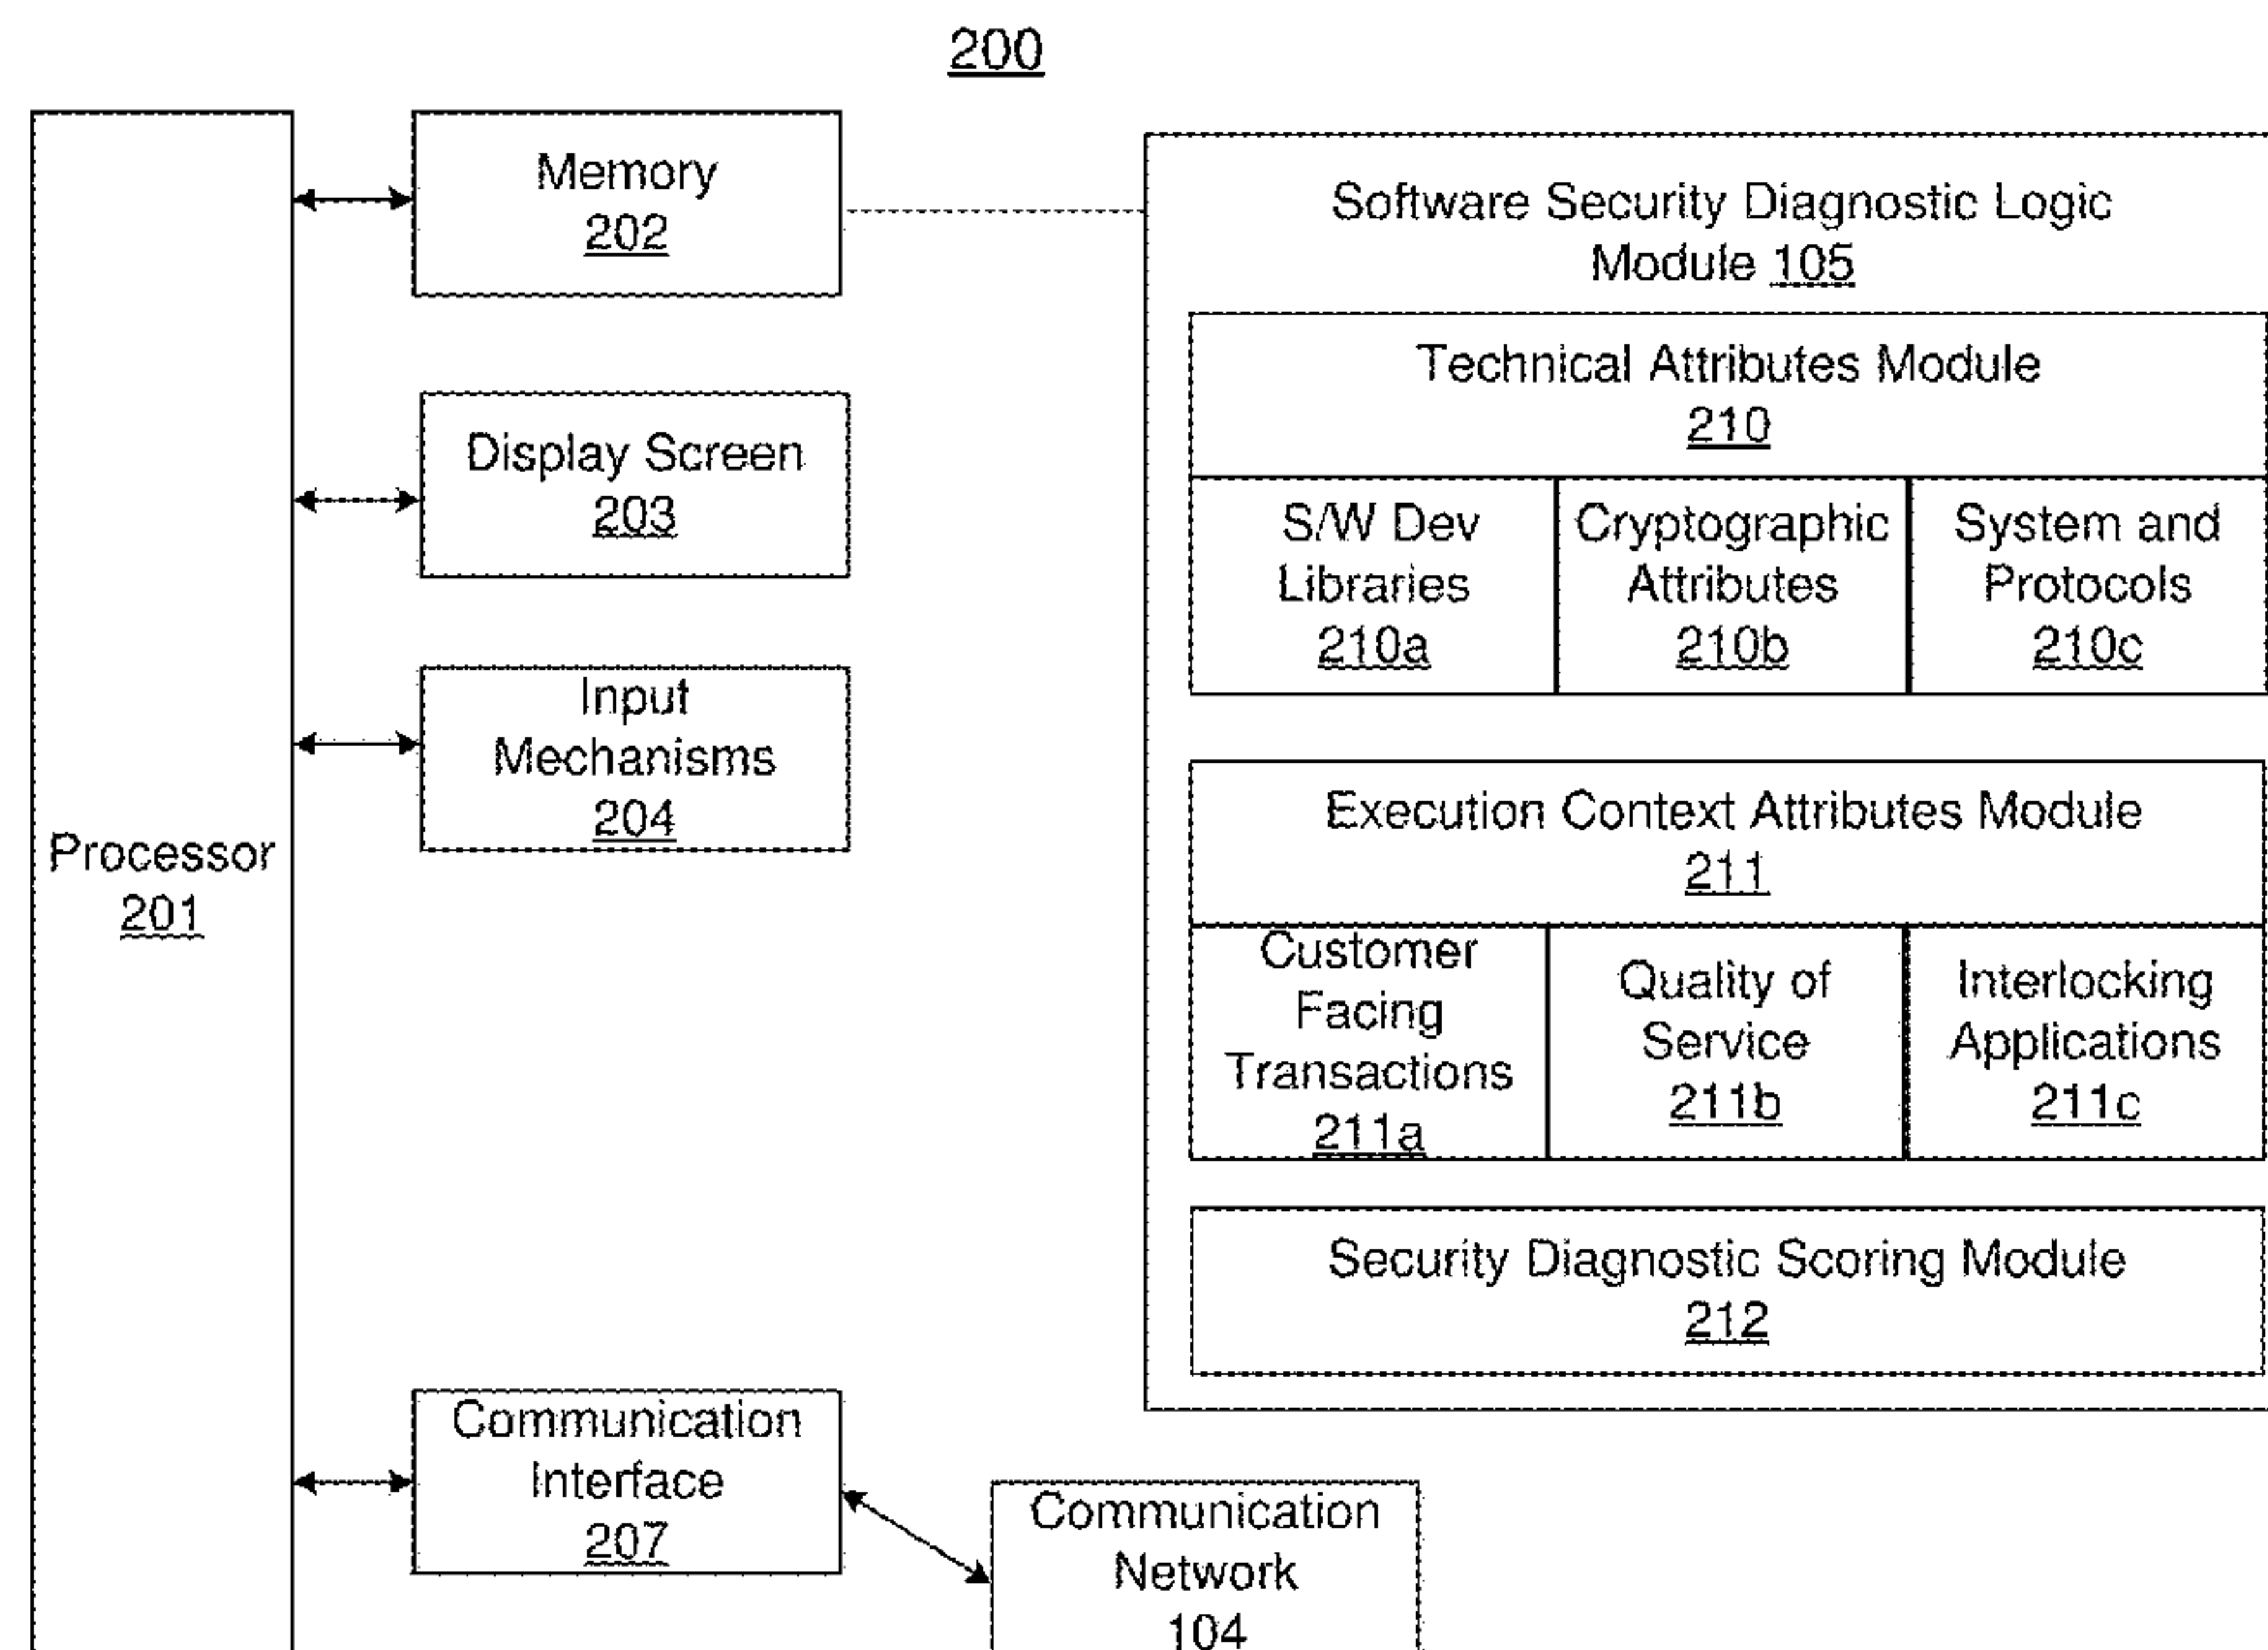 200
Processor
201
Memory
202
Display Screen
203
Input
Mechanisms
204
Communication
Interface
207
Communication
Network
104
Software Security Diagnostic Logic
Module 105
Technical Attributes Module
210
S/W Dev
Libraries
210a
Cryptographic
Attributes
210b
System and
Protocols
210c
Execution Context Attributes Module
211
Customer
Facing
Transactions
211a
Quality of
Service
211b
Interlocking
Applications
211c
Security Diagnostic Scoring Module
212